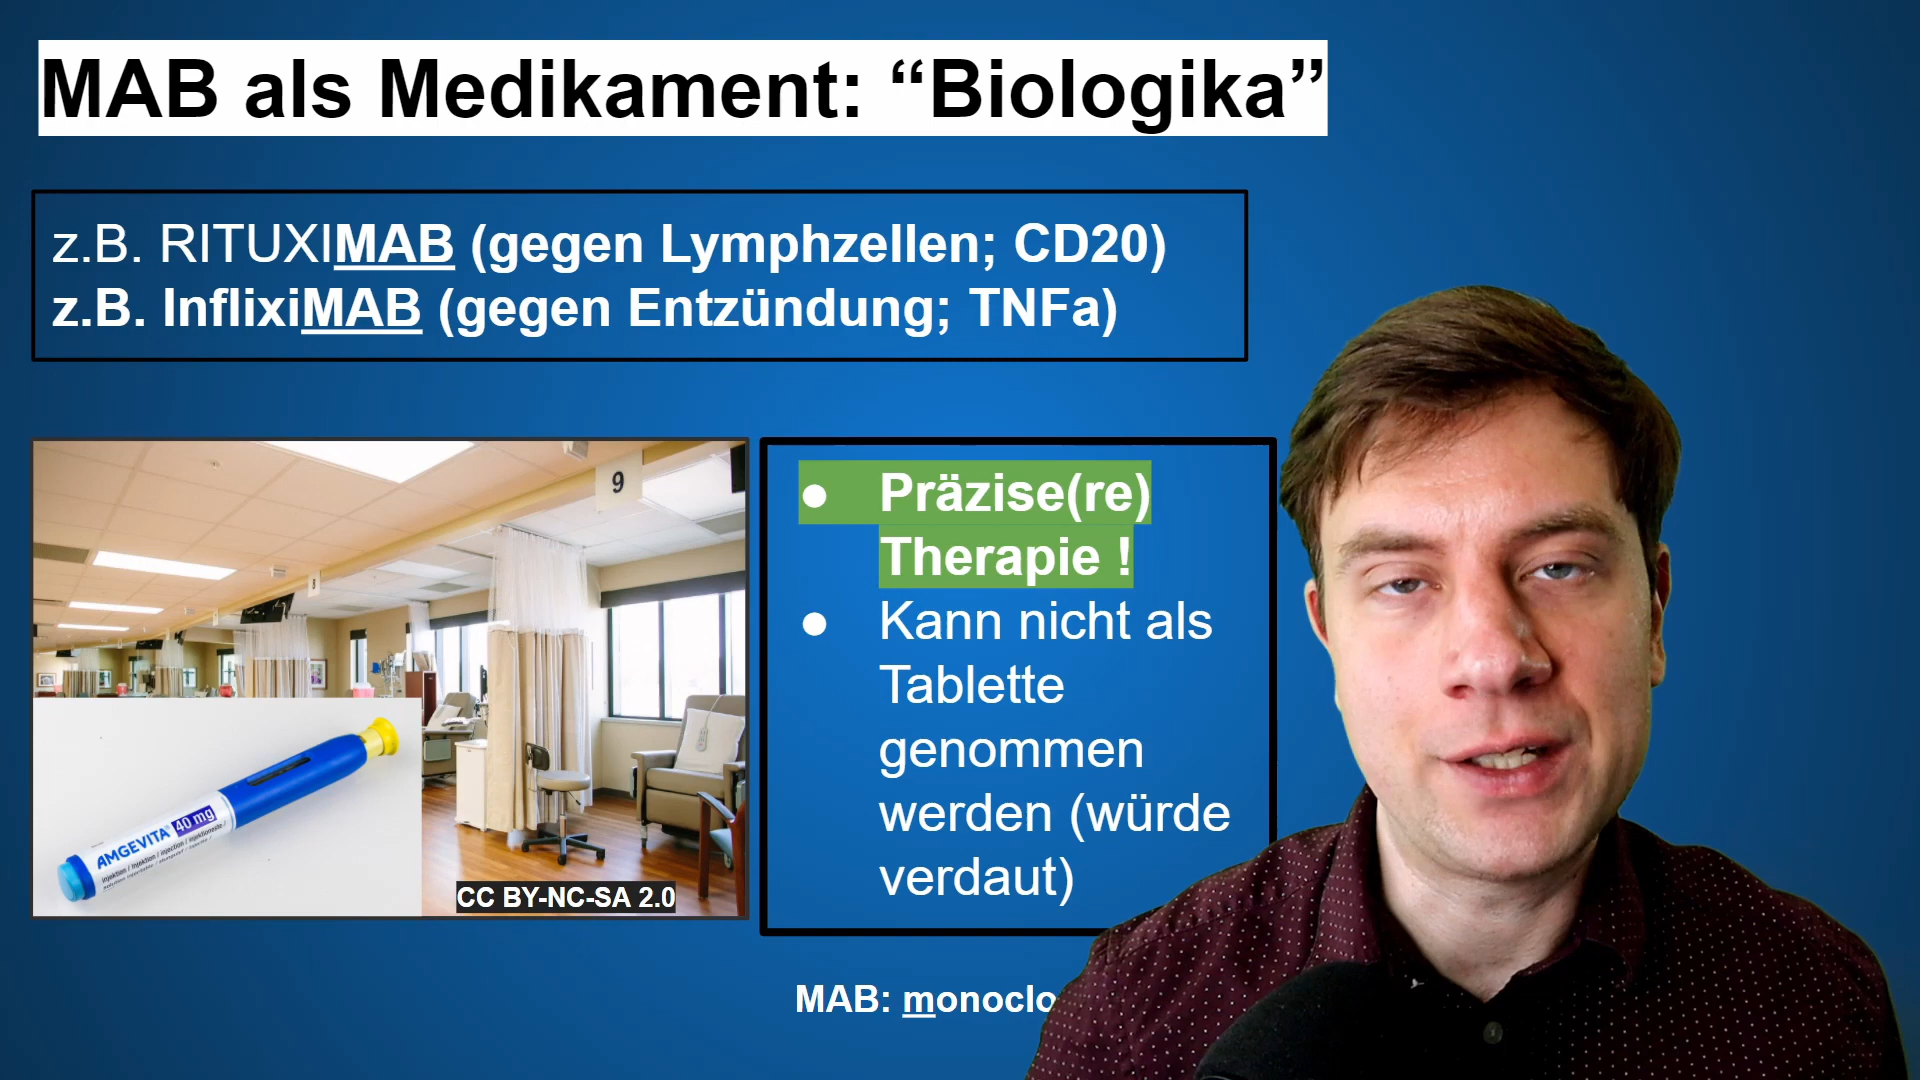 MAB als Medikament: “Biologika”
z.B. RITUXIMAB (gegen Lymphzellen; CD20)
z.B. InflixiMAB (gegen Entzündung; TNFa)
9
8
AMGEVITA 40 mg
CC BY-NC-SA 2.0
● Präzise(re)
Therapie !
● Kann nicht als
Tablette
genommen
werden (würde
verdaut)
MAB: monoclo